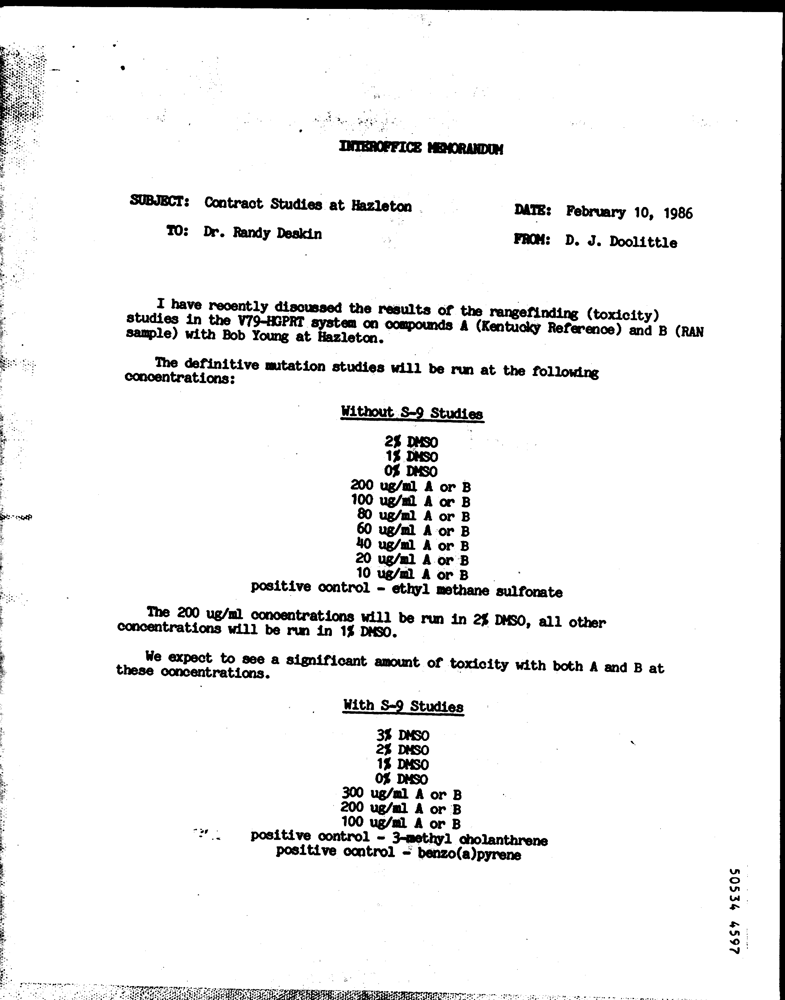 INTEROFFICE MEMORANDUM
SUBJECT: Contract Studies at Hazleton
DATE: February 10, 1986
TO: Dr. Randy Deskin
FROM: D. J. Doolittle
I have recently discussed the results of the rangefinding (toxicity)
studies in the V79-HGPRT system on compounds A (Kentucky Reference) and B (RAN
sample) with Bob Young at Hazleton.
The definitive mutation studies will be run at the following
concentrations:
Without S-9 Studies
2% DMSO
1% DMSO
0% DMSO
200 ug/ml A or B
100 ug/ml A or B
80 ug/ml A or B
60 ug/ml A or B
40 ug/ml A or B
20 ug/ml A or B
10 ug/ml A or B
positive control - ethyl methane sulfonate
The 200 ug/ml concentrations will be run in 2% DMSO, all other
concentrations will be run in 1% DMSO.
We expect to see a significant amount of toxicity with both A and B at
these concentrations.
With S-9 Studies
3% DMSO
2% DMSO
1% DMSO
0% DMSO
300 ug/ml A or B
200 ug/ml A or B
100 ug/ml A or B
positive control - 3-methyl cholanthrene
positive control - benzo(a)pyrene
50534 4597